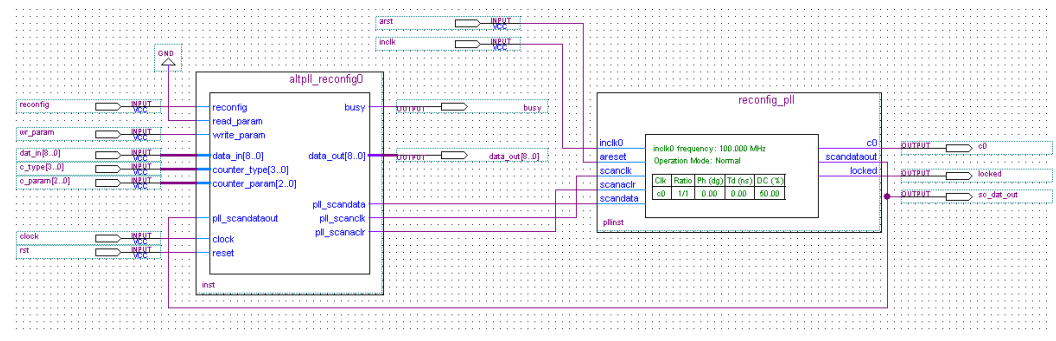 arst INPUT VCC
inclk INPUT VCC
GND
altpll_reconfig0
reconfig INPUT VCC reconfig busy OUTPUT busy
read_param
wr_param INPUT VCC write_param
dat_in[8..0] INPUT VCC data_in[8..0] data_out[8..0] OUTPUT data_out[8..0]
c_type[3..0] INPUT VCC counter_type[3..0]
c_param[2..0] INPUT VCC counter_param[2..0]
pll_scandata
pll_scandataout pll_scanclk
pll_scanaclr
clock INPUT VCC clock
rst INPUT VCC reset
inst
reconfig_pll
inclk0 c0 OUTPUT c0
areset scandataout
scanclk locked OUTPUT locked
scanaclr
scandata OUTPUT sc_dat_out
inclk0 frequency: 100.000 MHz
Operation Mode: Normal
Clk Ratio Ph (dg) Td (ns) DC (%)
c0 1/1 0.00 0.00 50.00
pllinst